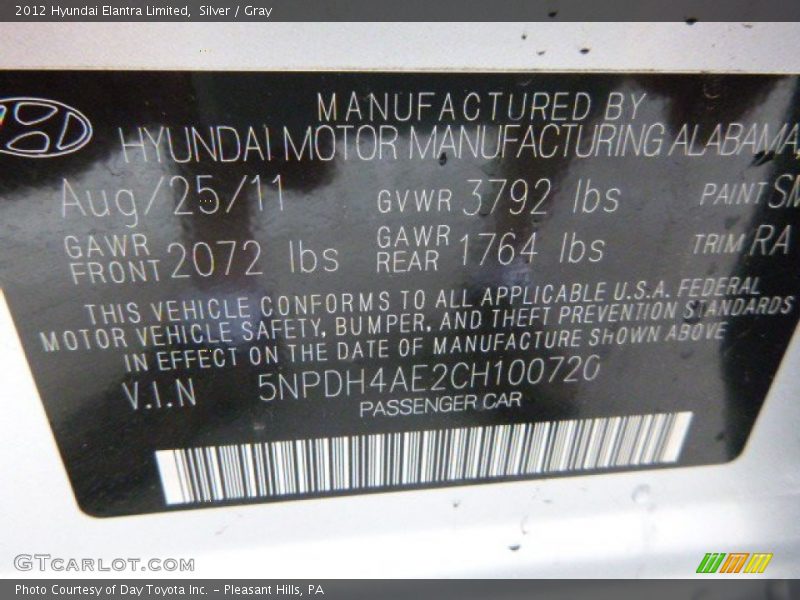 2012 Hyundai Elantra Limited, Silver / Gray
MANUFACTURED BY
HYUNDAI MOTOR MANUFACTURING ALABAMA,
Aug/25/11 GVWR 3792 lbs PAINT SM
GAWR FRONT 2072 lbs GAWR REAR 1764 lbs TRIM RA
THIS VEHICLE CONFORMS TO ALL APPLICABLE U.S.A. FEDERAL
MOTOR VEHICLE SAFETY, BUMPER, AND THEFT PREVENTION STANDARDS
IN EFFECT ON THE DATE OF MANUFACTURE SHOWN ABOVE
V.I.N 5NPDH4AE2CH100720
PASSENGER CAR
GTCARLOT.COM
Photo Courtesy of Day Toyota Inc. - Pleasant Hills, PA